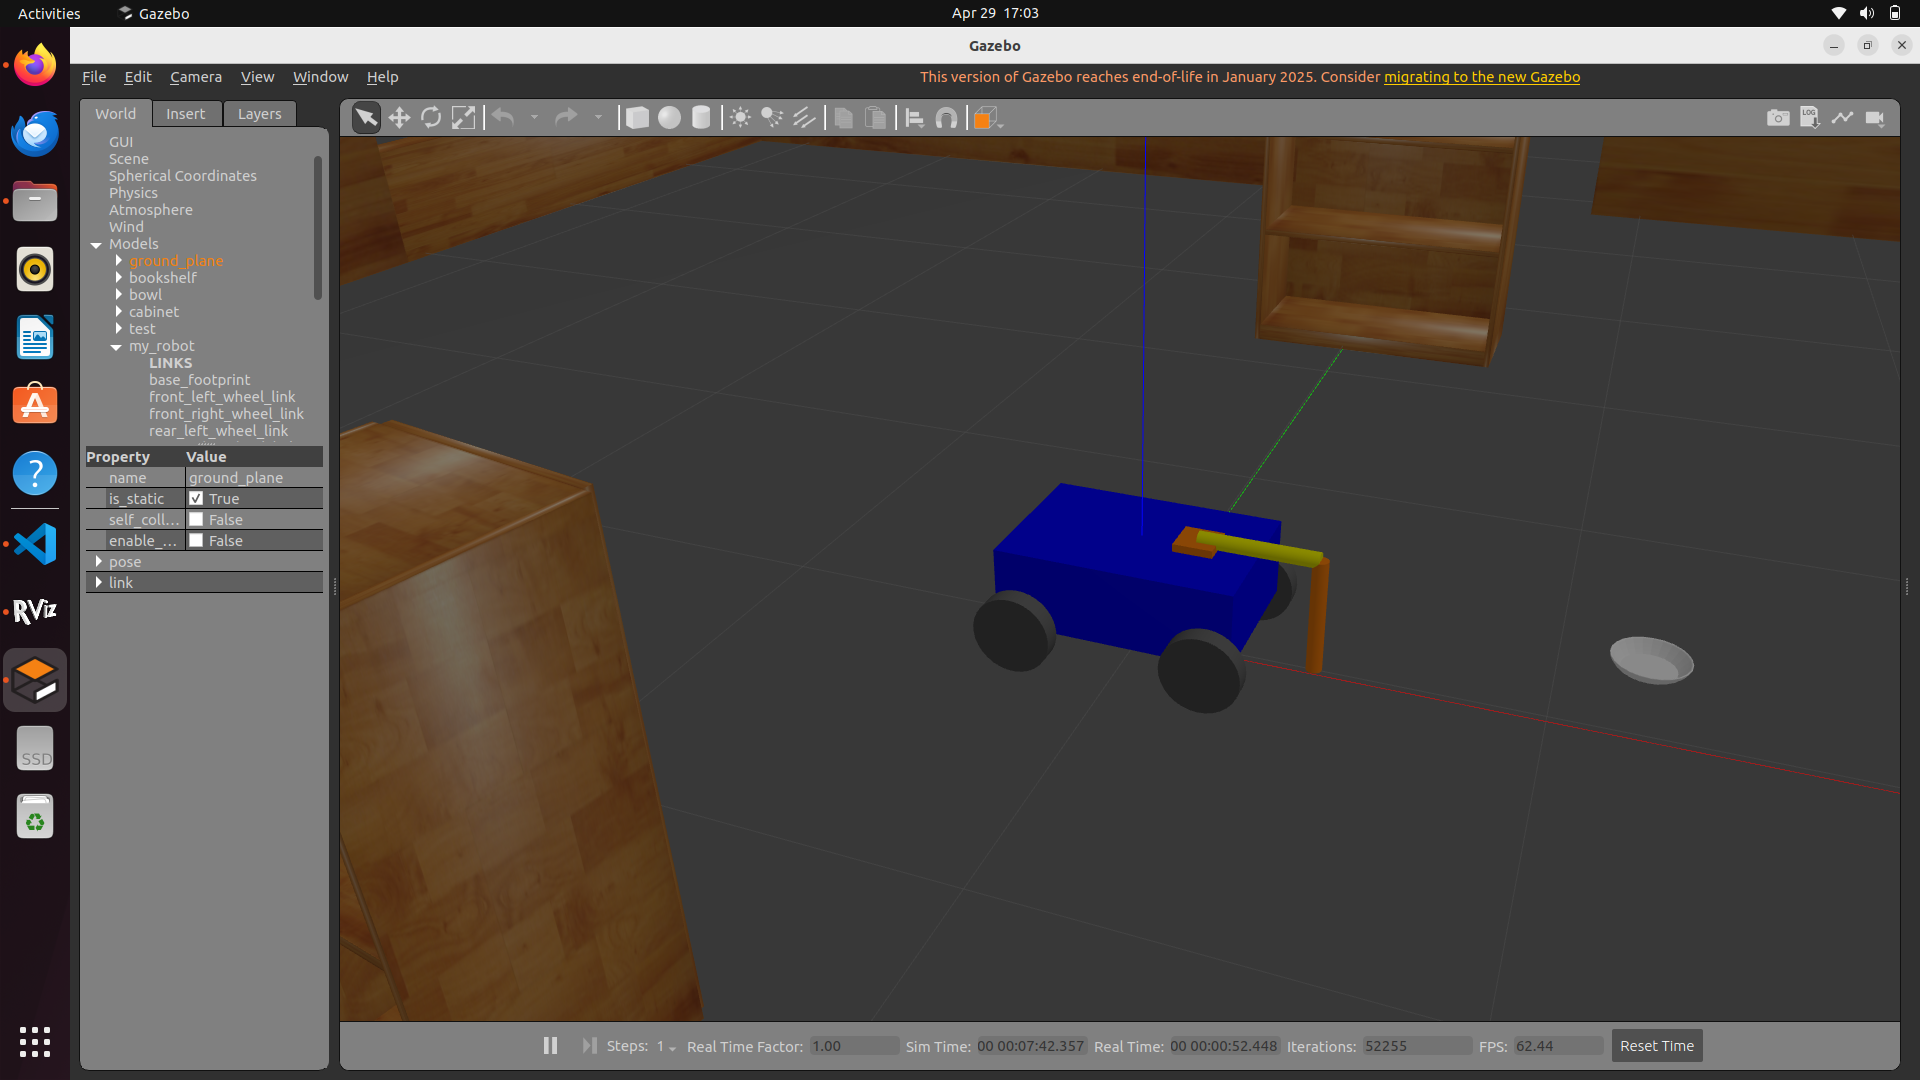 Activities
Gazebo
Apr 29 17:03
Gazebo
File Edit Camera View Window Help
This version of Gazebo reaches end-of-life in January 2025. Consider migrating to the new Gazebo
World Insert Layers
GUI
Scene
Spherical Coordinates
Physics
Atmosphere
Wind
Models
ground_plane
bookshelf
bowl
cabinet
test
my_robot
LINKS
base_footprint
front_left_wheel_link
front_right_wheel_link
rear_left_wheel_link
Property Value
name ground_plane
is_static True
self_coll... False
enable_... False
pose
link
LOG
RViz
SSD
Steps: 1 Real Time Factor: 1.00 Sim Time: 00 00:07:42.357 Real Time: 00 00:00:52.448 Iterations: 52255 FPS: 62.44 Reset Time